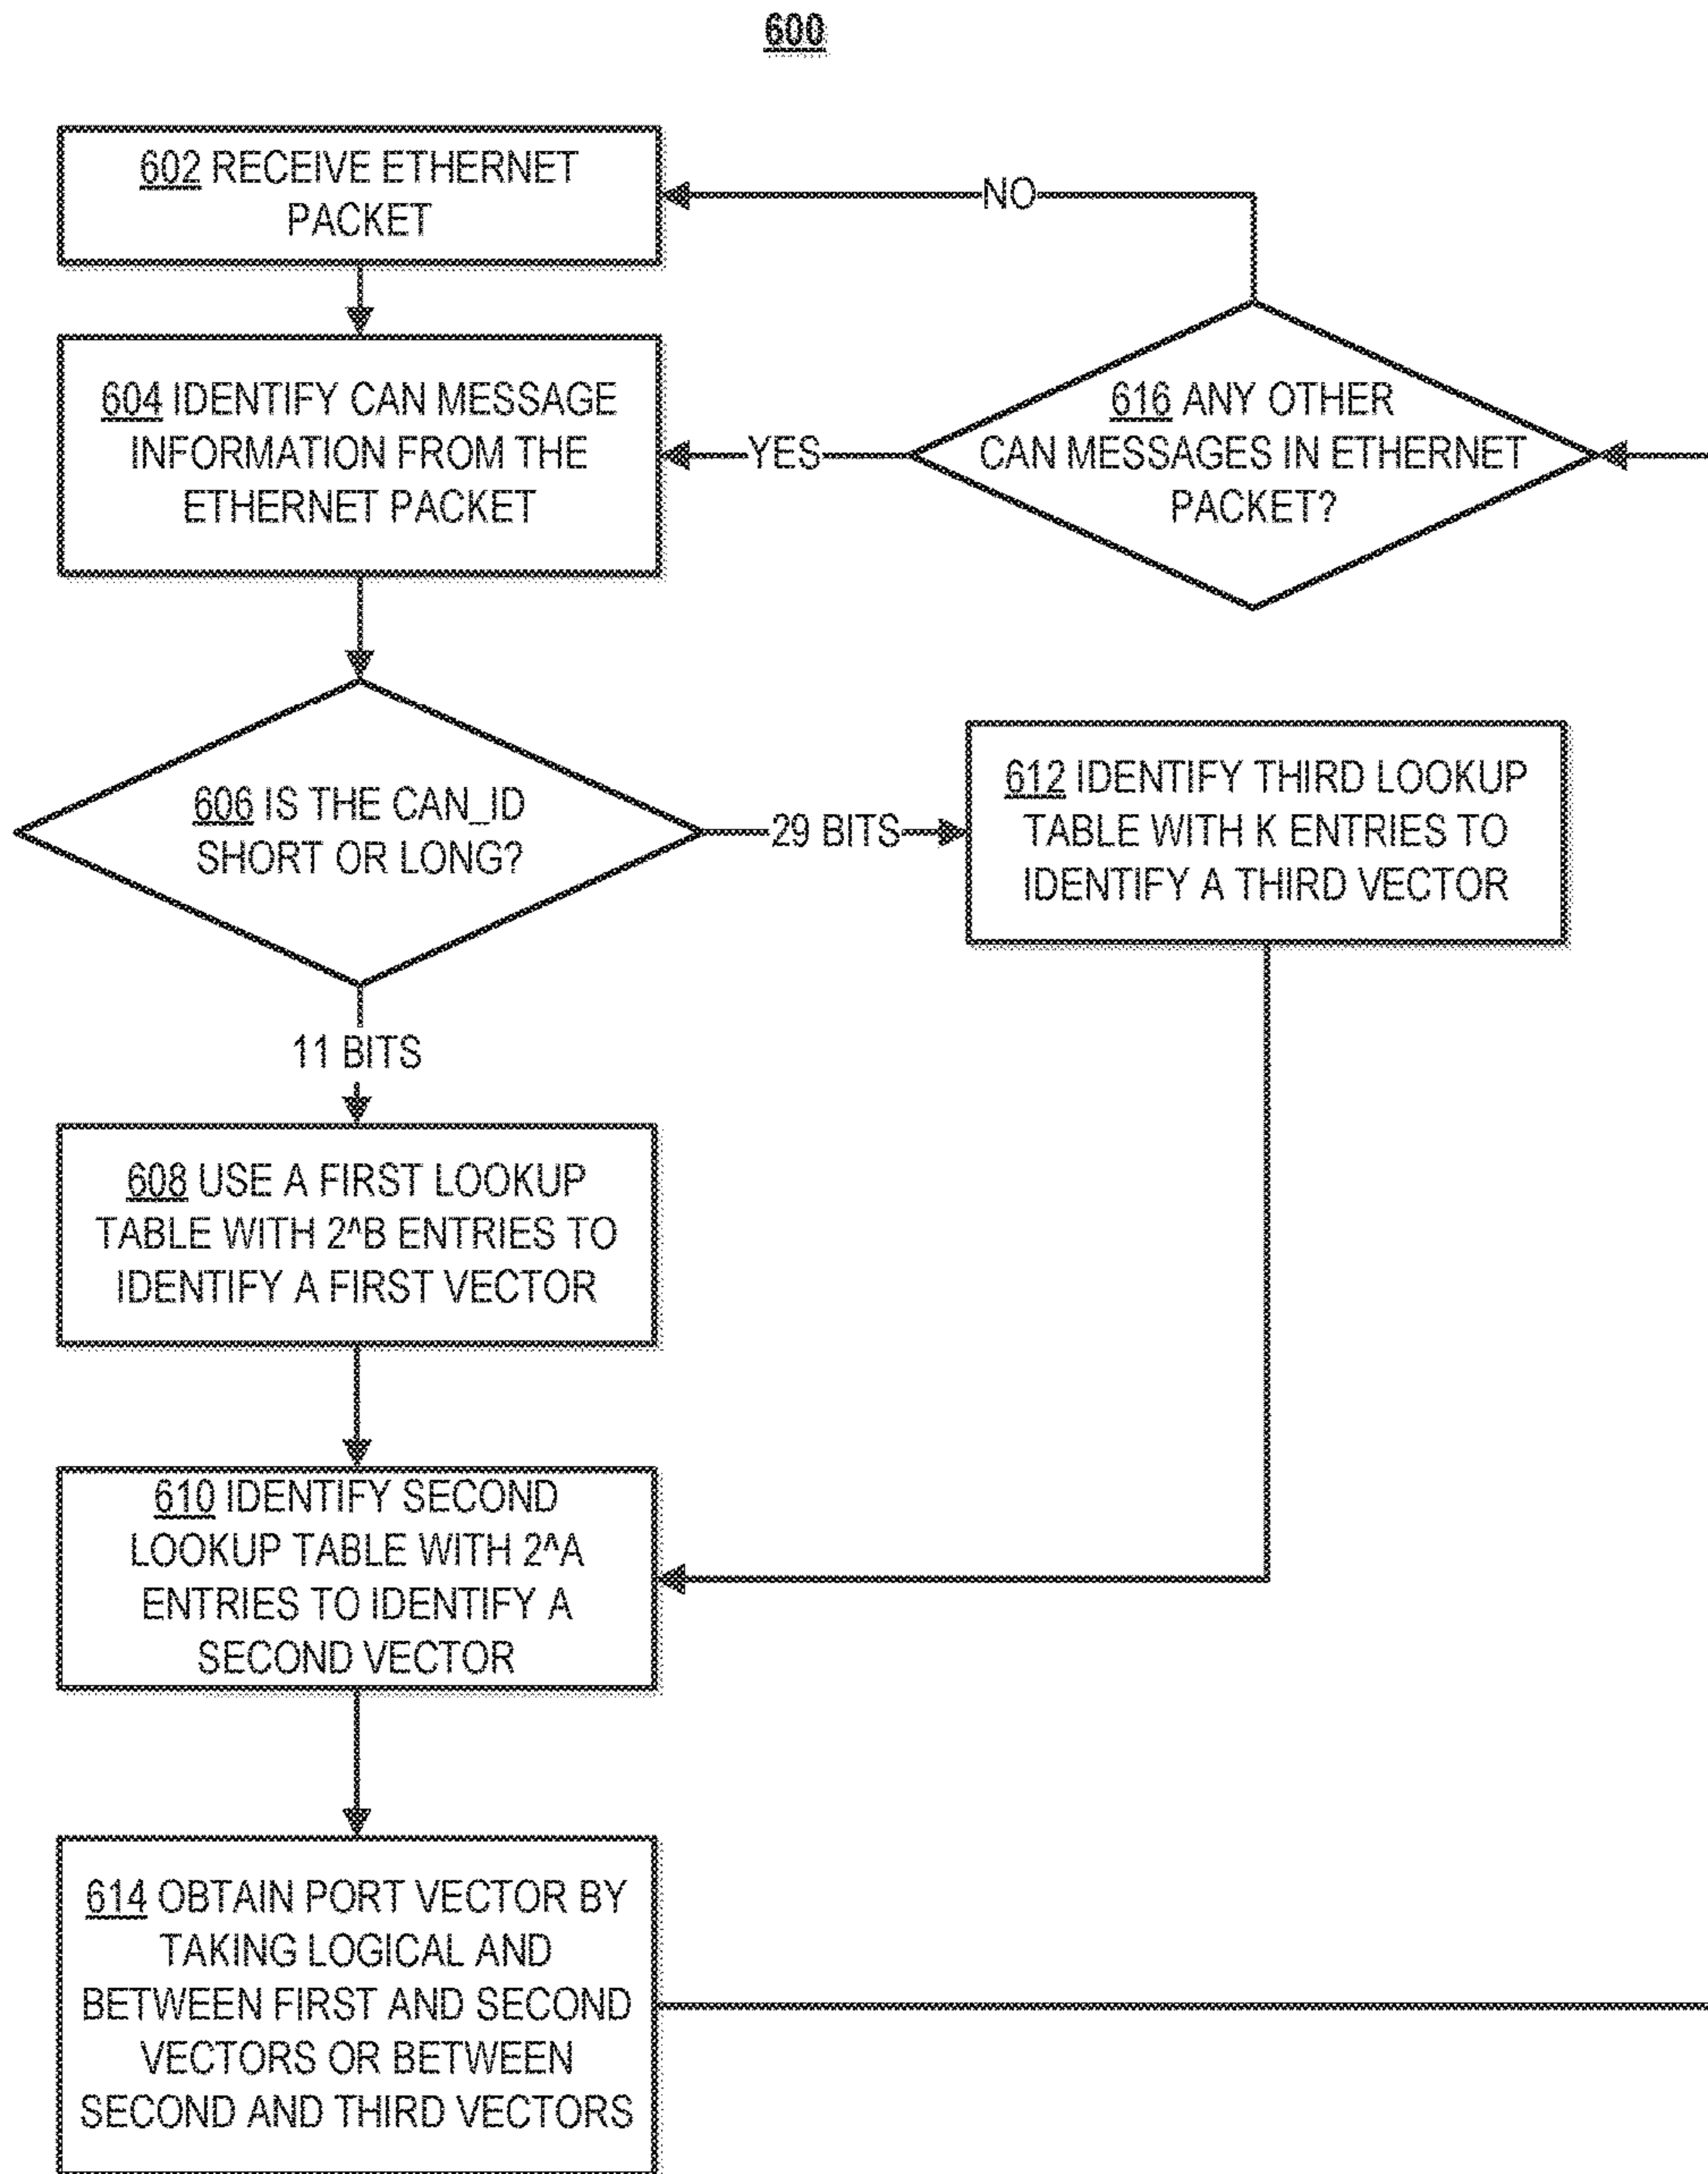 600
602 RECEIVE ETHERNET
PACKET
NO
604 IDENTIFY CAN MESSAGE
INFORMATION FROM THE
ETHERNET PACKET
YES
616 ANY OTHER
CAN MESSAGES IN ETHERNET
PACKET?
606 IS THE CAN_ID
SHORT OR LONG?
29 BITS
612 IDENTIFY THIRD LOOKUP
TABLE WITH K ENTRIES TO
IDENTIFY A THIRD VECTOR
11 BITS
608 USE A FIRST LOOKUP
TABLE WITH 2^B ENTRIES TO
IDENTIFY A FIRST VECTOR
610 IDENTIFY SECOND
LOOKUP TABLE WITH 2^A
ENTRIES TO IDENTIFY A
SECOND VECTOR
614 OBTAIN PORT VECTOR BY
TAKING LOGICAL AND
BETWEEN FIRST AND SECOND
VECTORS OR BETWEEN
SECOND AND THIRD VECTORS